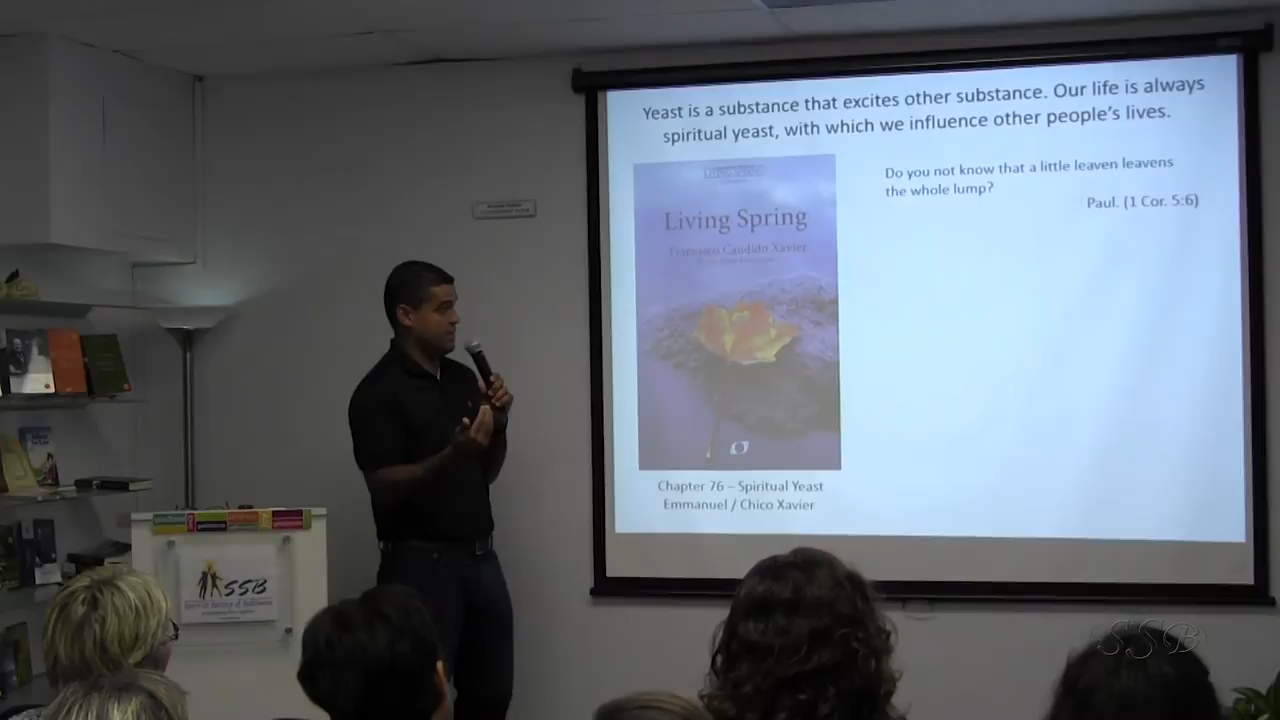 Yeast is a substance that excites other substance. Our life is always
spiritual yeast, with which we influence other people's lives.
Do you not know that a little leaven leavens
the whole lump?
Paul. (1 Cor. 5:6)
Living Spring
Francisco Candido Xavier
Chapter 76 – Spiritual Yeast
Emmanuel / Chico Xavier
SSB
SSB